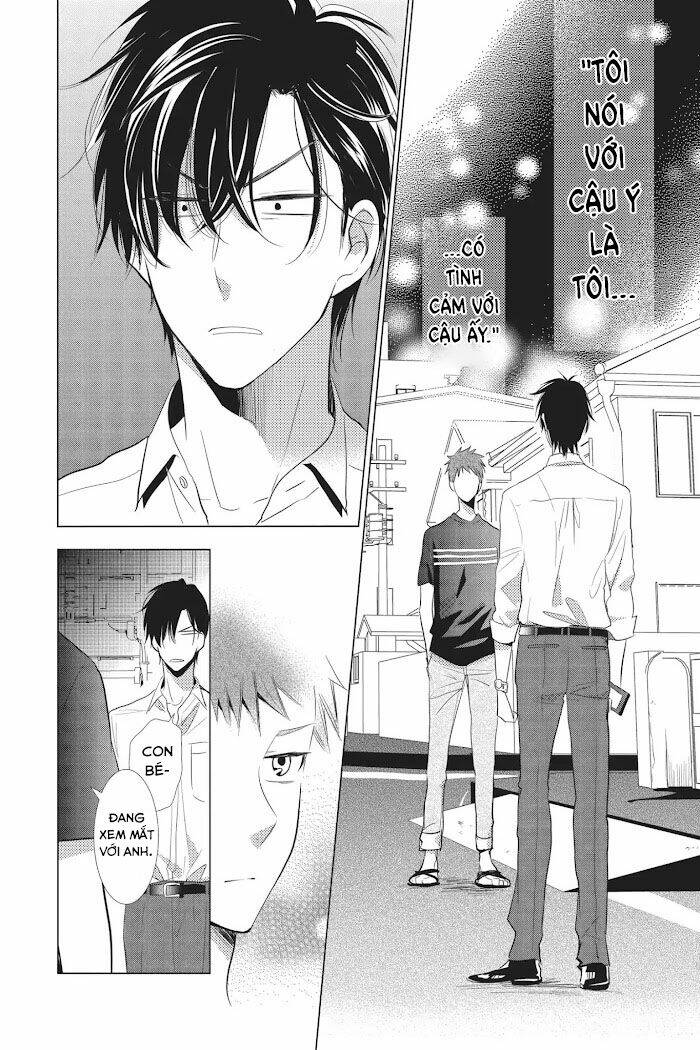 "TÔI
NÓI
VỚI
CẬU Ý
LÀ
TÔI...
...CÓ
TÌNH
CẢM VỚI
CẬU ẤY."
CON
BÉ-
ĐANG
XEM MẮT
VỚI ANH.